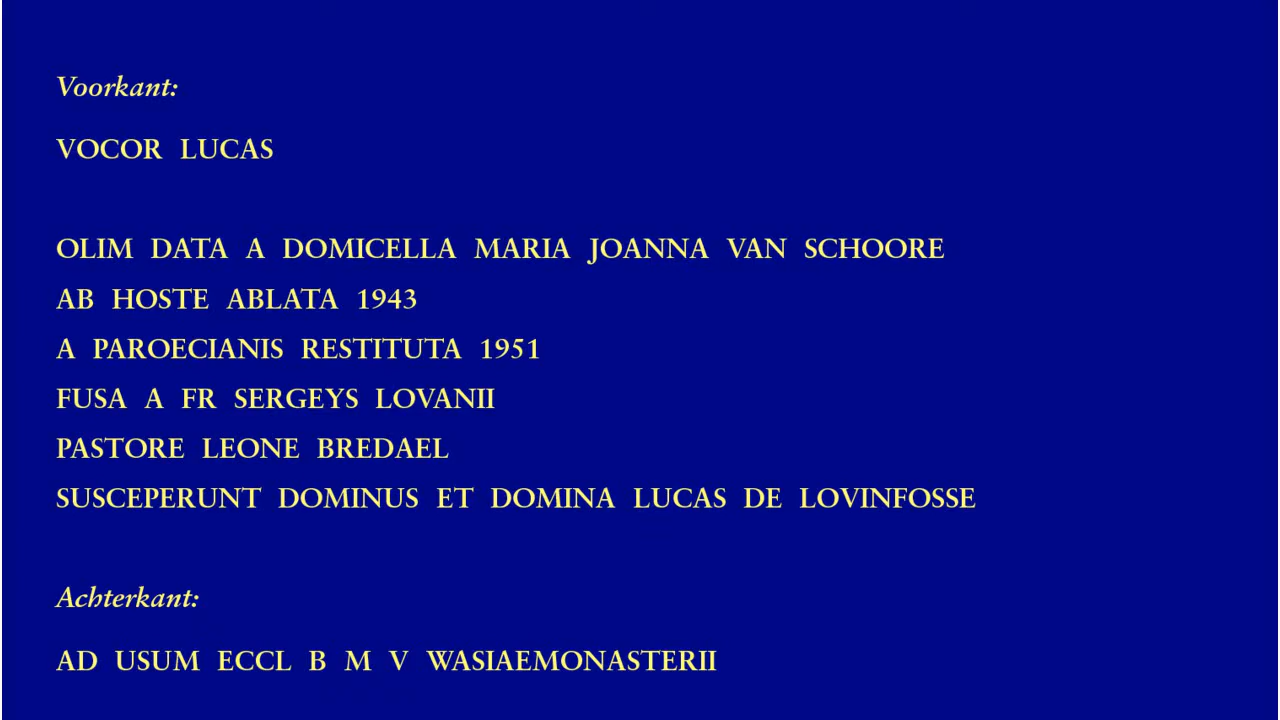 Voorkant:
VOCOR LUCAS
OLIM DATA A DOMICELLA MARIA JOANNA VAN SCHOORE
AB HOSTE ABLATA 1943
A PAROECIANIS RESTITUTA 1951
FUSA A FR SERGEYS LOVANII
PASTORE LEONE BREDAEL
SUSCEPERUNT DOMINUS ET DOMINA LUCAS DE LOVINFOSSE
Achterkant:
AD USUM ECCL B M V WASIAEMONASTERII